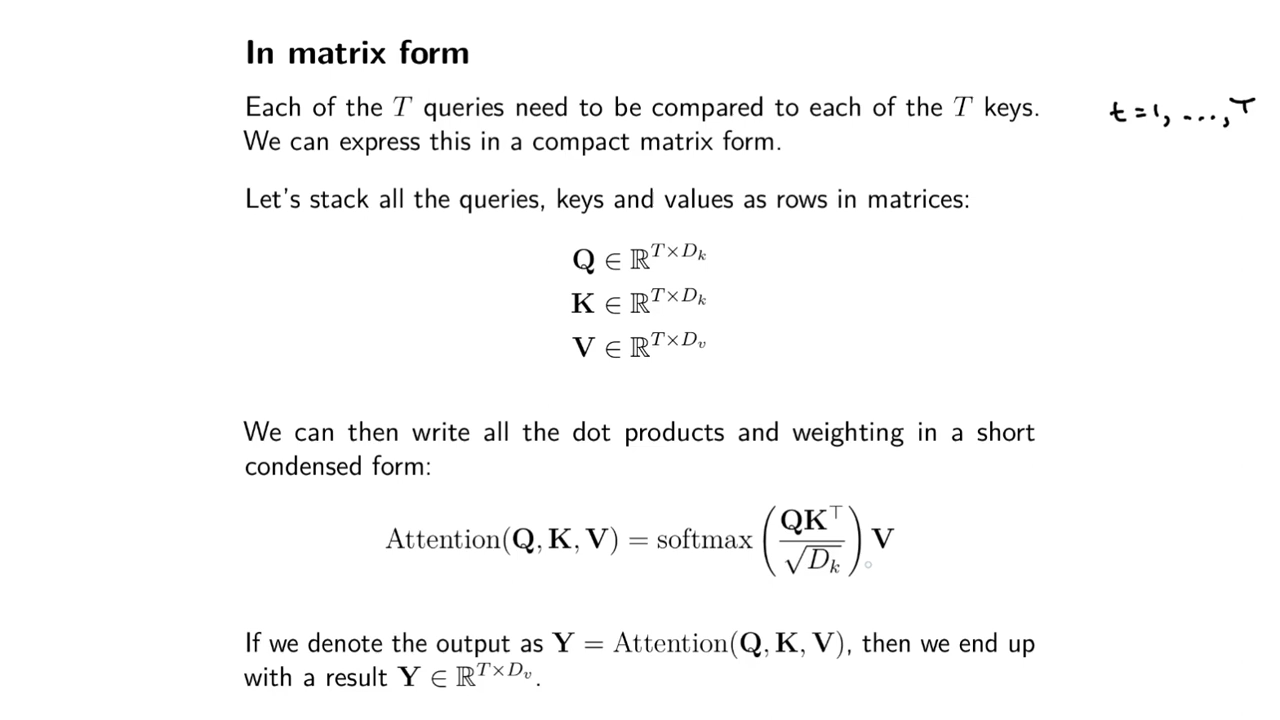 In matrix form
Each of the T queries need to be compared to each of the T keys.
t=1, ..., T
We can express this in a compact matrix form.
Let's stack all the queries, keys and values as rows in matrices:
Q ∈ ℝ^{T×D_k}
K ∈ ℝ^{T×D_k}
V ∈ ℝ^{T×D_v}
We can then write all the dot products and weighting in a short
condensed form:
Attention(Q, K, V) = softmax(QK^⊤/√D_k) V
If we denote the output as Y = Attention(Q, K, V), then we end up
with a result Y ∈ ℝ^{T×D_v}.